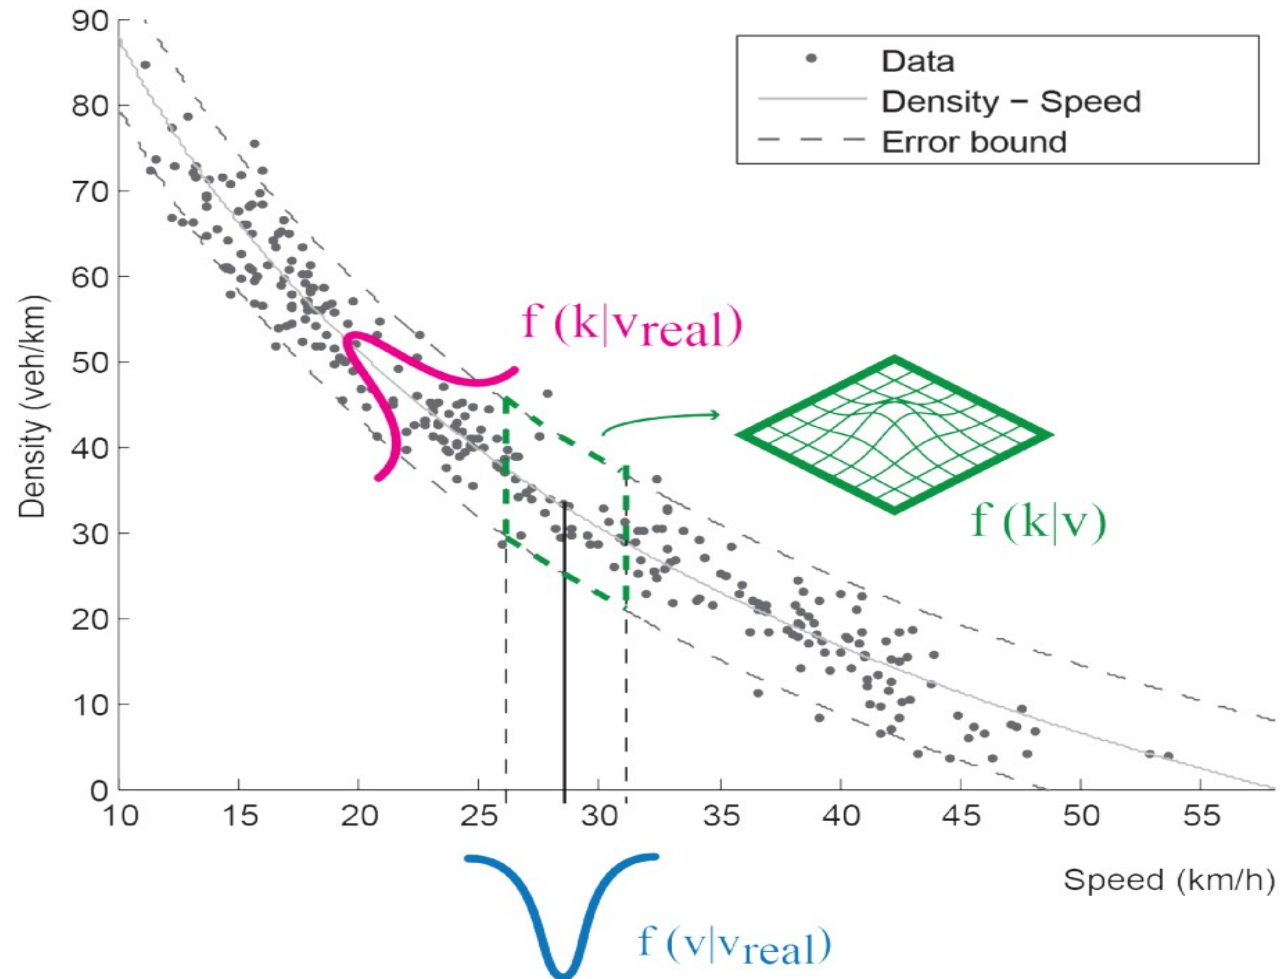 90
80
70
60
50
40
30
20
10
0
Density (veh/km)
Data
Density − Speed
Error bound
f (k|vreal)
f (k|v)
10 15 20 25 30 35 40 45 50 55
Speed (km/h)
f (v|vreal)